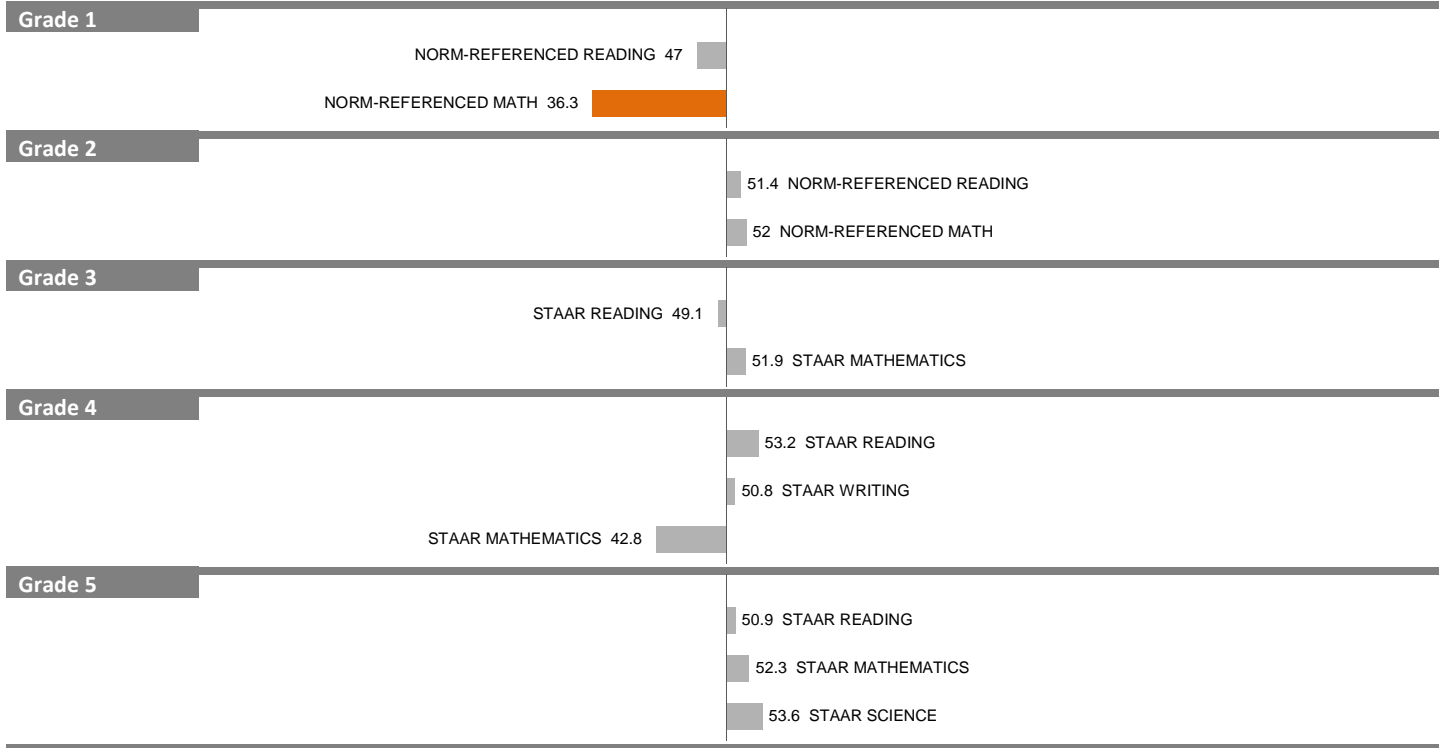 Grade 1
NORM-REFERENCED READING 47
NORM-REFERENCED MATH 36.3
Grade 2
51.4 NORM-REFERENCED READING
52 NORM-REFERENCED MATH
Grade 3
STAAR READING 49.1
51.9 STAAR MATHEMATICS
Grade 4
53.2 STAAR READING
50.8 STAAR WRITING
STAAR MATHEMATICS 42.8
Grade 5
50.9 STAAR READING
52.3 STAAR MATHEMATICS
53.6 STAAR SCIENCE